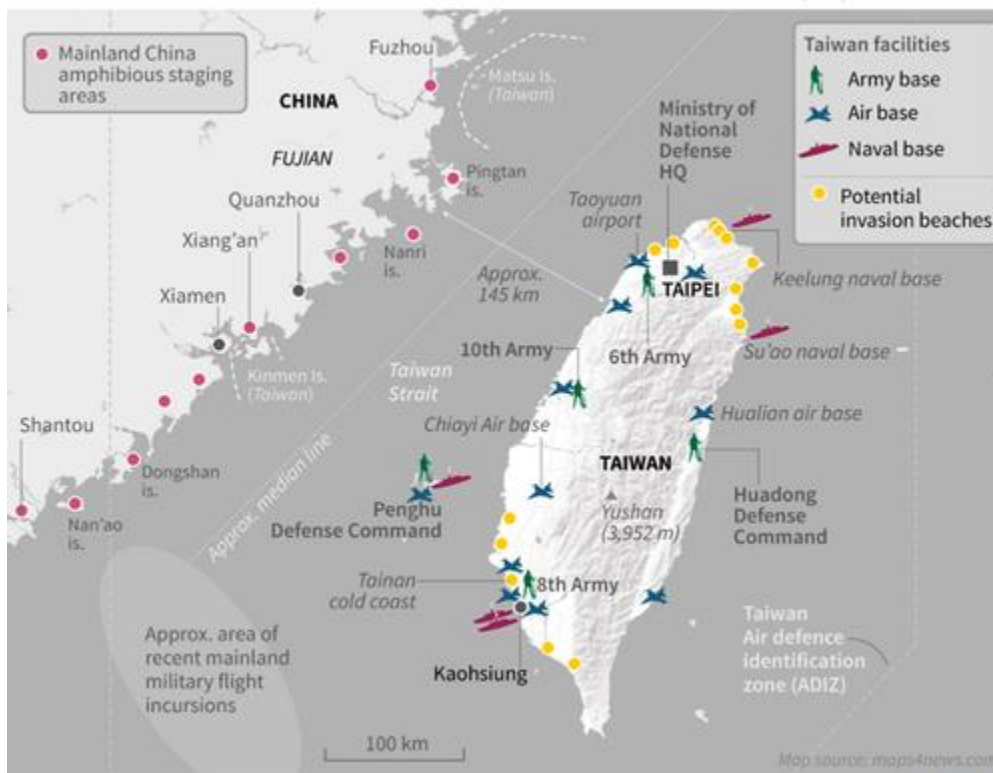 Mainland China
amphibious staging
areas
Fuzhou
Matsu Is.
(Taiwan)
CHINA
FUJIAN
Pingtan
is.
Quanzhou
Nanri
is.
Xiang'an
Xiamen
Kinmen Is.
(Taiwan)
Shantou
Dongshan
is.
Nan'ao
is.
Taiwan facilities
Army base
Air base
Naval base
Potential
invasion beaches
Ministry of
National
Defense
HQ
Taoyuan
airport
Approx.
145 km
TAIPEI
Keelung naval base
10th Army
6th Army
Su'ao naval base
Taiwan
Strait
Chiayi Air base
Hualian air base
Approx. median line
TAIWAN
Penghu
Defense Command
Yushan
(3,952 m)
Huadong
Defense
Command
Tainan
cold coast
8th Army
Kaohsiung
Approx. area of
recent mainland
military flight
incursions
Taiwan
Air defence
identification
zone (ADIZ)
100 km
Map source: maps4news.com